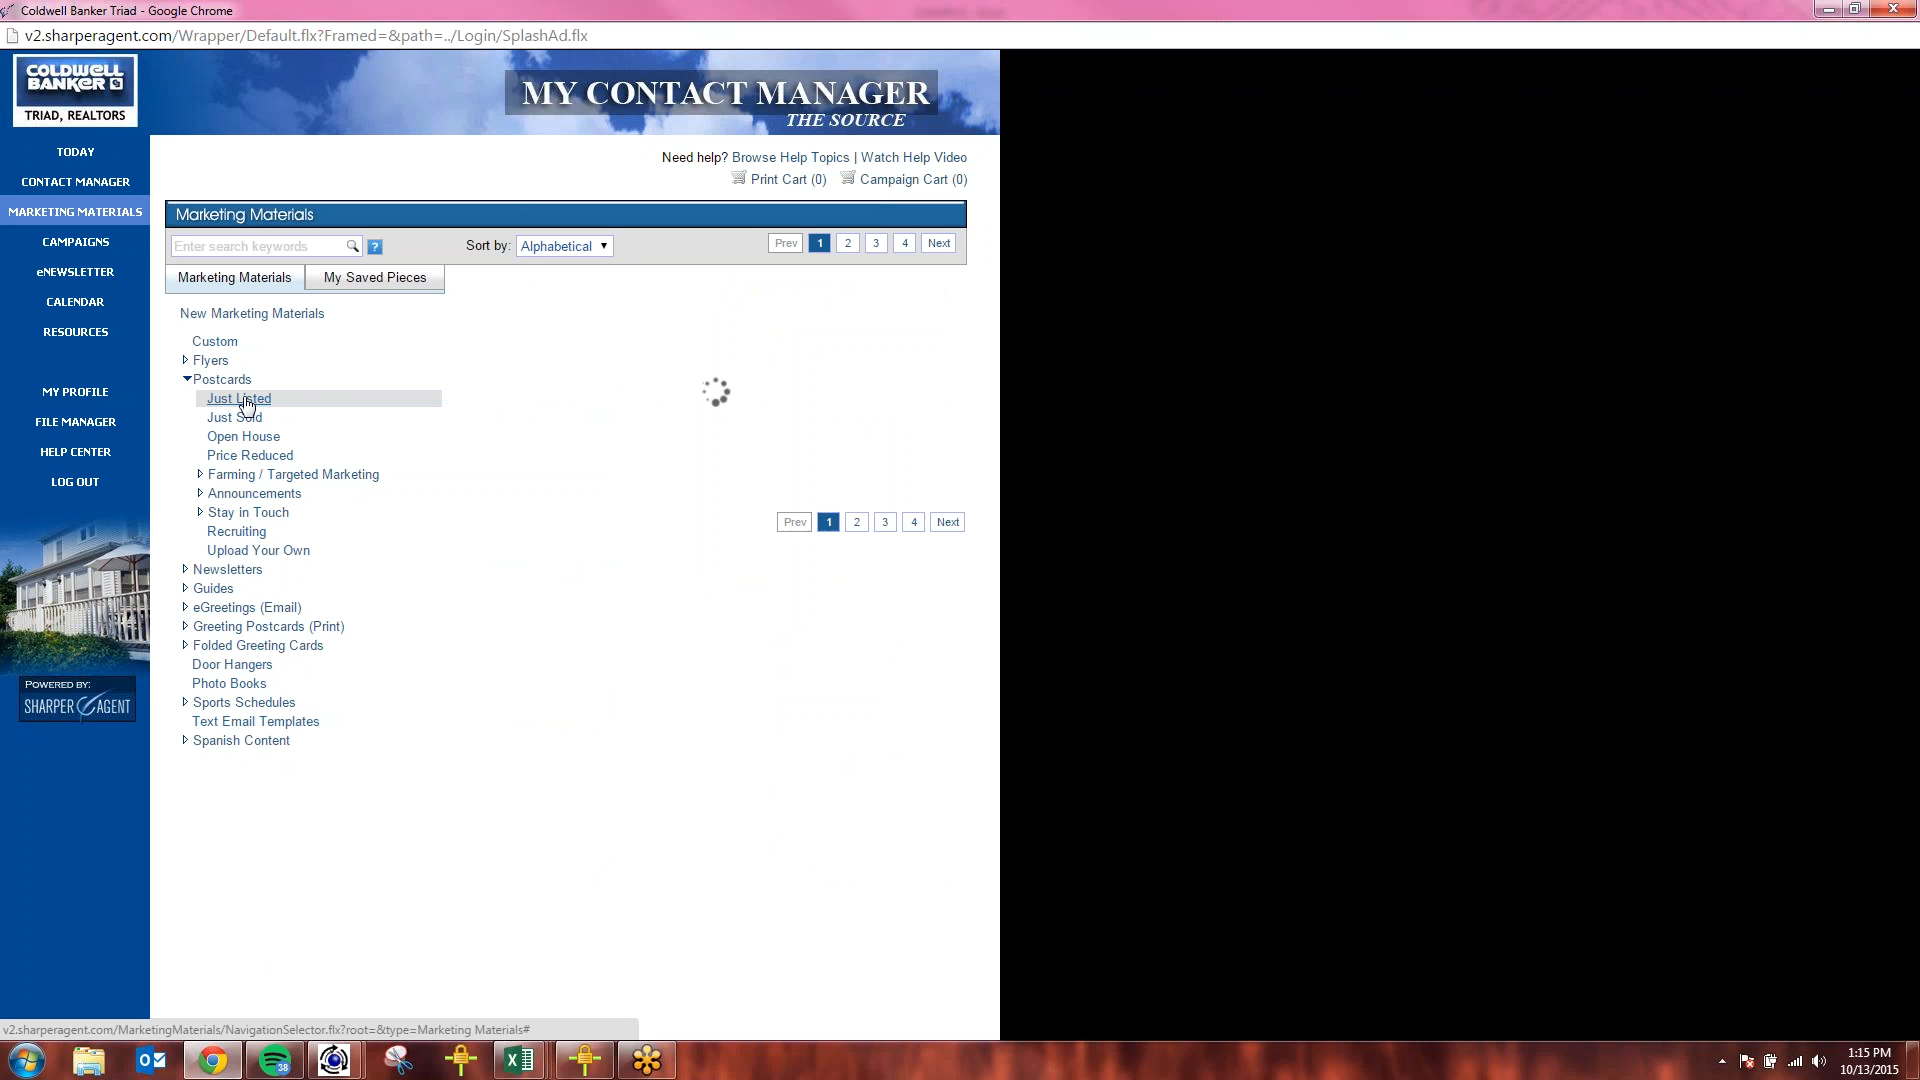 Coldwell Banker Triad - Google Chrome
v2.sharperagent.com/Wrapper/Default.flx?Framed=&path=../Login/SplashAd.flx
COLDWELL BANKER
TRIAD, REALTORS
MY CONTACT MANAGER
THE SOURCE
TODAY
CONTACT MANAGER
MARKETING MATERIALS
CAMPAIGNS
eNEWSLETTER
CALENDAR
RESOURCES
MY PROFILE
FILE MANAGER
HELP CENTER
LOG OUT
POWERED BY:
SHARPER AGENT
Need help? Browse Help Topics | Watch Help Video
Print Cart (0) Campaign Cart (0)
Marketing Materials
Enter search keywords ? Sort by: Alphabetical Prev 1 2 3 4 Next
Marketing Materials My Saved Pieces
New Marketing Materials
Custom
Flyers
Postcards
Just Listed
Just Sold
Open House
Price Reduced
Farming / Targeted Marketing
Announcements
Stay in Touch
Recruiting
Upload Your Own
Newsletters
Guides
eGreetings (Email)
Greeting Postcards (Print)
Folded Greeting Cards
Door Hangers
Photo Books
Sports Schedules
Text Email Templates
Spanish Content
Prev 1 2 3 4 Next
v2.sharperagent.com/MarketingMaterials/NavigationSelector.flx?root=&type=Marketing Materials#
38
1:15 PM
10/13/2015